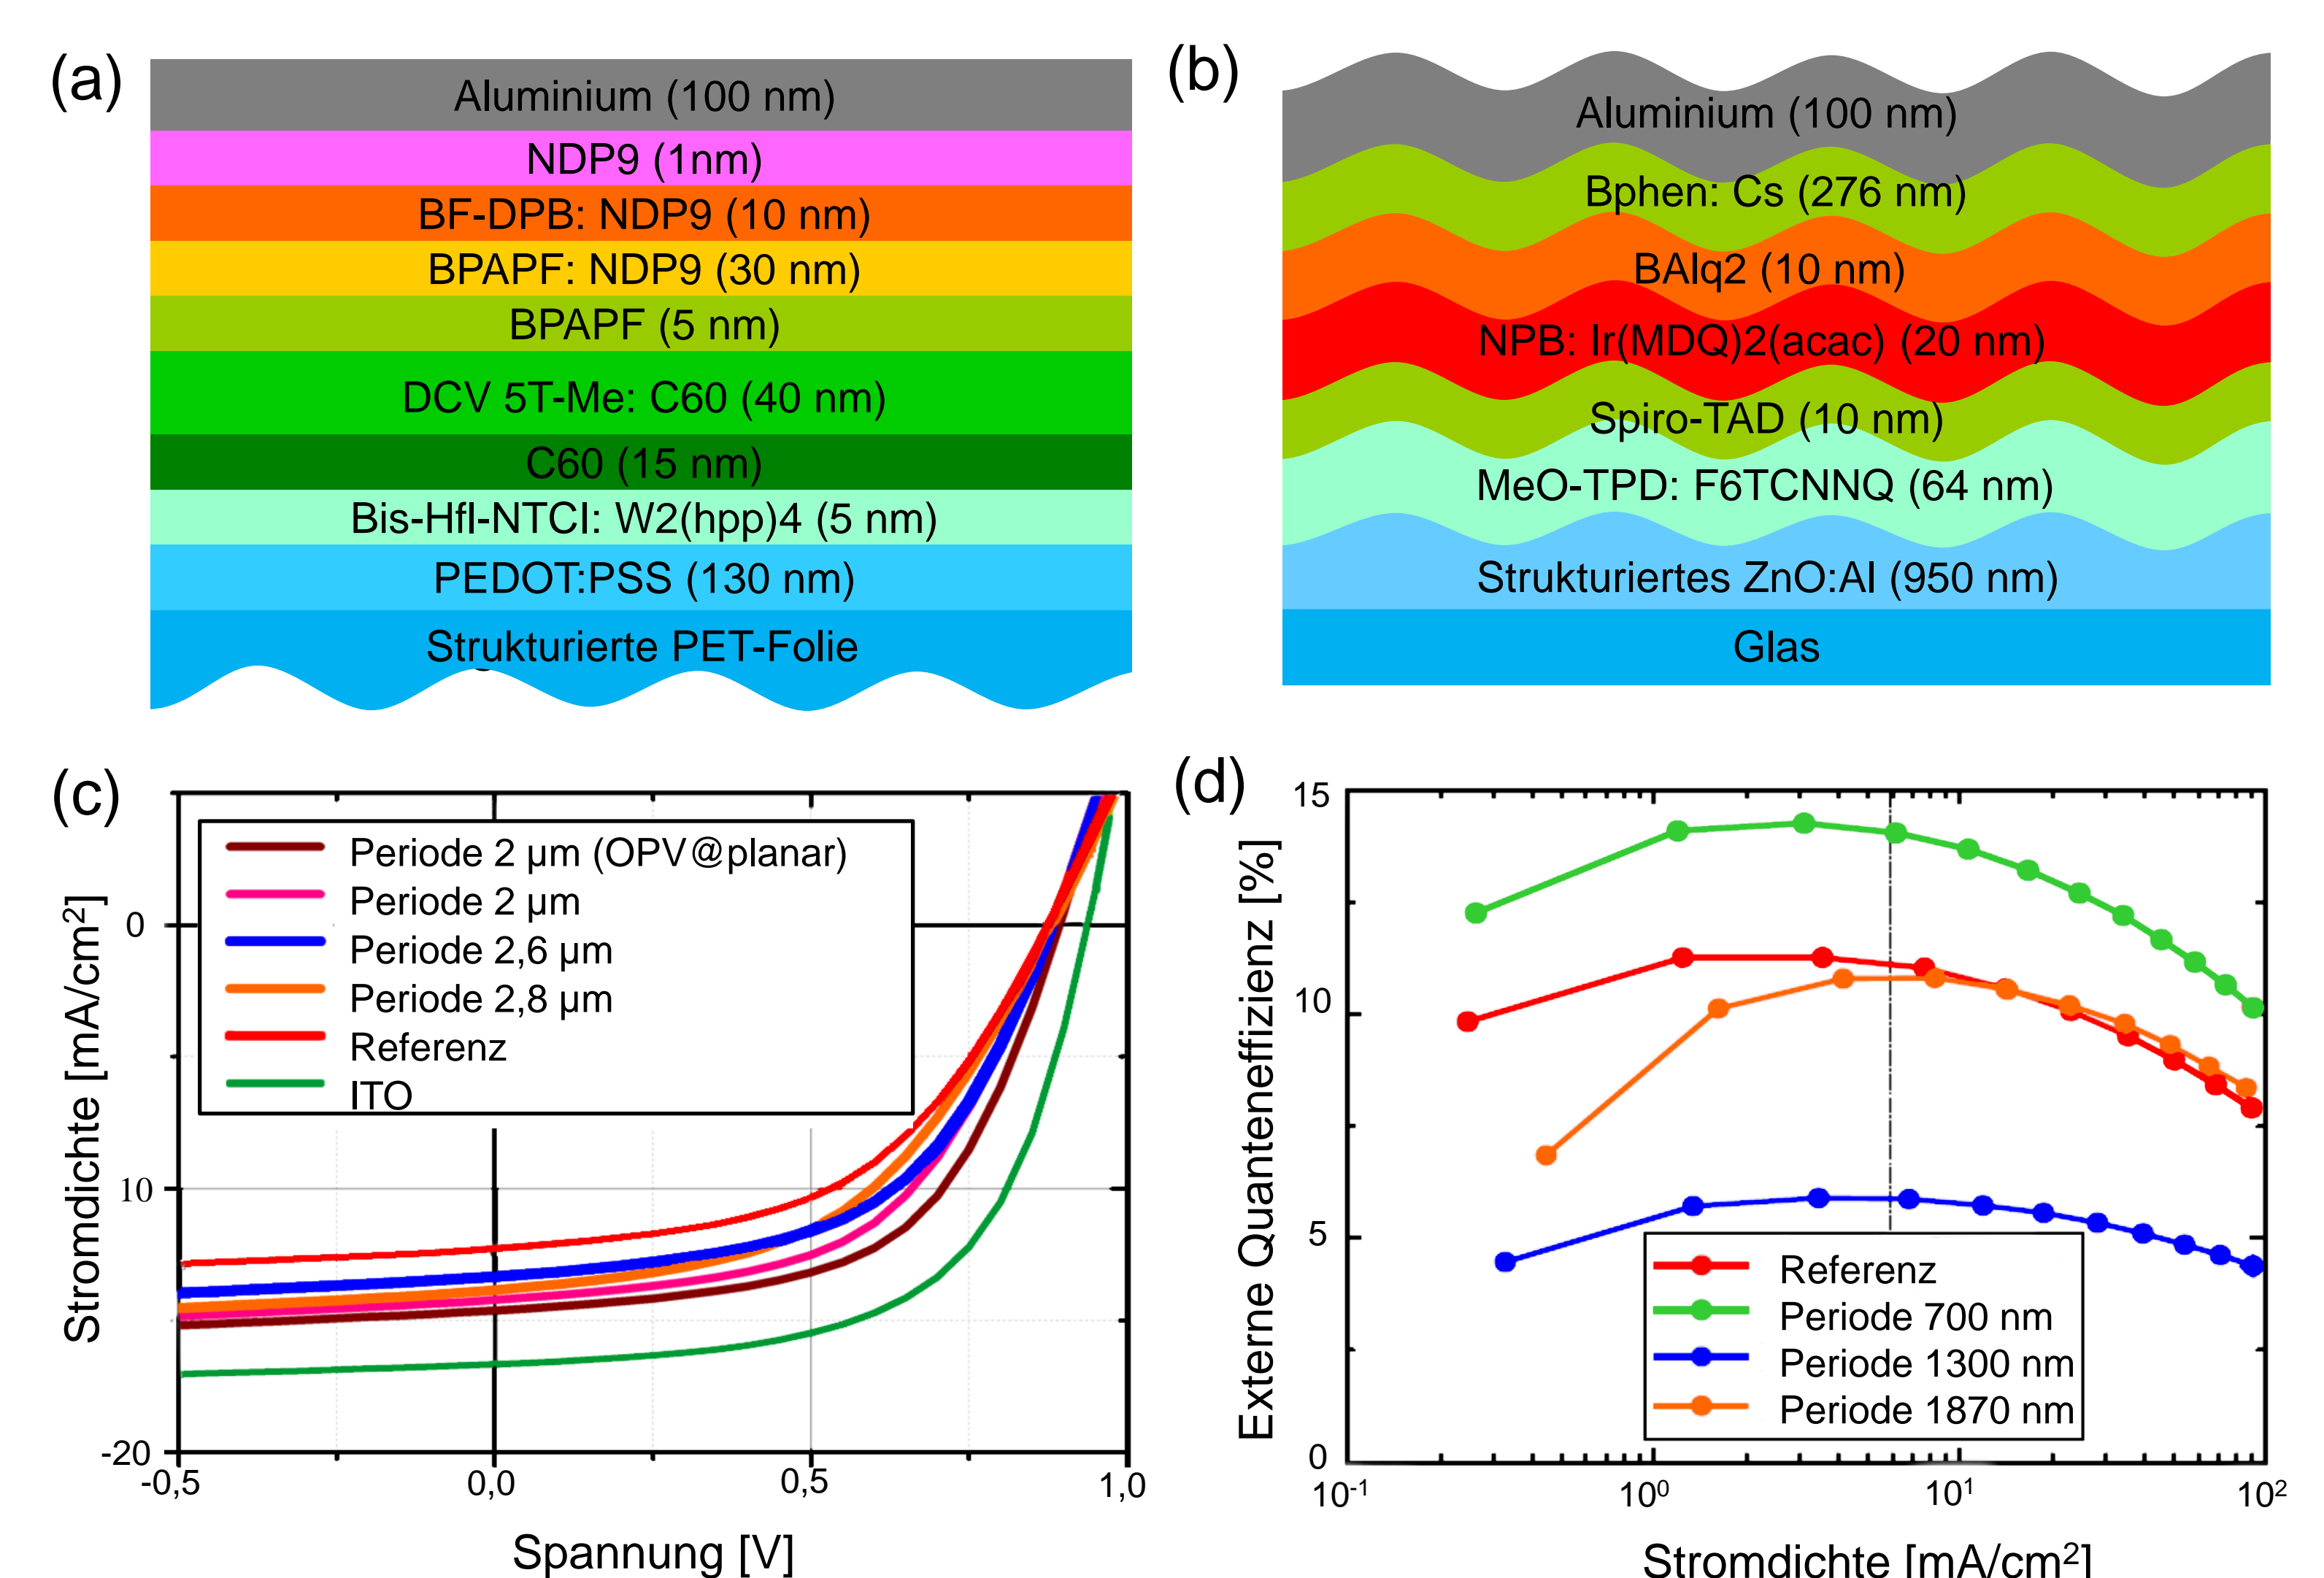 (a)
Aluminium (100 nm)
NDP9 (1nm)
BF-DPB: NDP9 (10 nm)
BPAPF: NDP9 (30 nm)
BPAPF (5 nm)
DCV 5T-Me: C60 (40 nm)
C60 (15 nm)
Bis-Hfl-NTCI: W2(hpp)4 (5 nm)
PEDOT:PSS (130 nm)
Strukturierte PET-Folie
(b)
Aluminium (100 nm)
Bphen: Cs (276 nm)
BAlq2 (10 nm)
NPB: Ir(MDQ)2(acac) (20 nm)
Spiro-TAD (10 nm)
MeO-TPD: F6TCNNQ (64 nm)
Strukturiertes ZnO:Al (950 nm)
Glas
(c)
Stromdichte [mA/cm²]
0
10
-20
Periode 2 µm (OPV@planar)
Periode 2 µm
Periode 2,6 µm
Periode 2,8 µm
Referenz
ITO
-0,5 0,0 0,5 1,0
Spannung [V]
(d)
Externe Quanteneffizienz [%]
15
10
5
0
Referenz
Periode 700 nm
Periode 1300 nm
Periode 1870 nm
10⁻¹ 10⁰ 10¹ 10²
Stromdichte [mA/cm²]